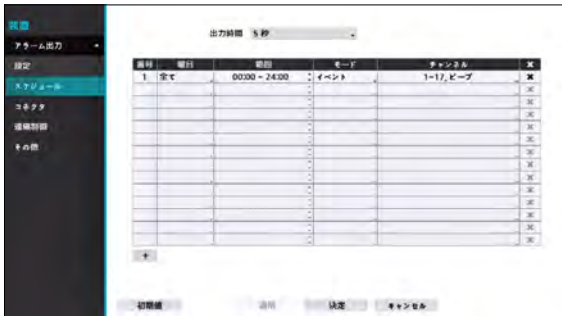 装置
アラーム出力
設定
スケジュール
コネクタ
遠隔制御
その他
出力時間 5 秒
番号 曜日 範囲 モード チャンネル ×
1 全て 00:00 ~ 24:00 イベント 1~17, ビープ ×
+
初期値 適用 決定 キャンセル